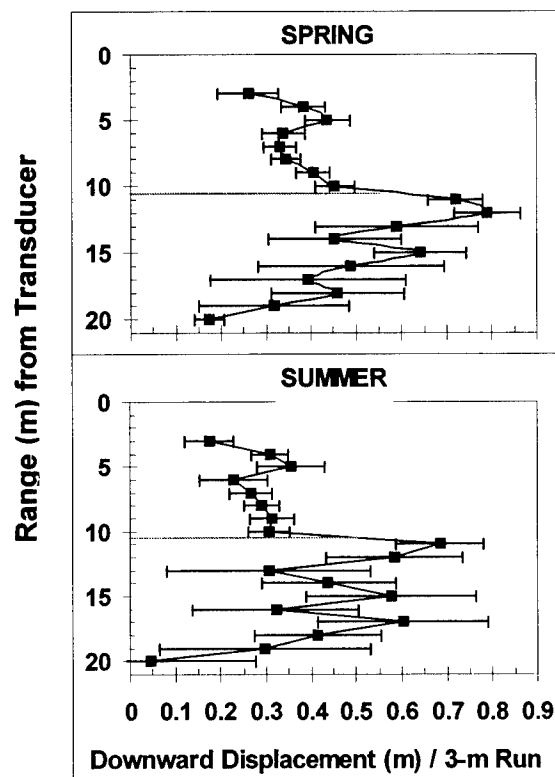 SPRING
0
5
10
15
20
SUMMER
0
5
10
15
20
0 0.1 0.2 0.3 0.4 0.5 0.6 0.7 0.8 0.9
Downward Displacement (m) / 3-m Run
Range (m) from Transducer